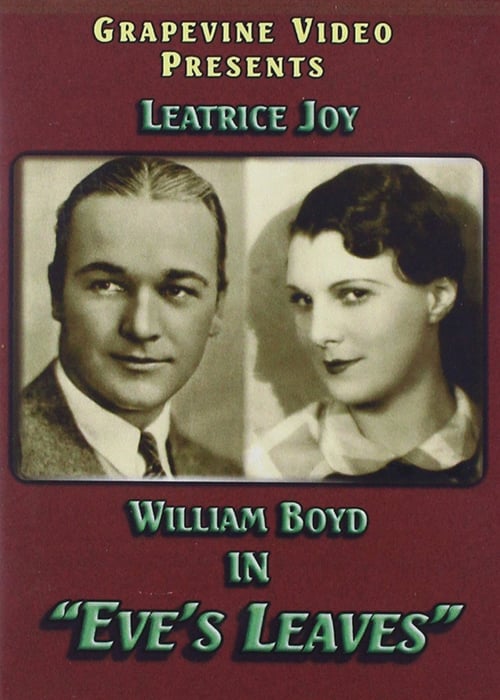 Grapevine Video
Presents
Leatrice Joy
William Boyd
in
"Eve's Leaves"